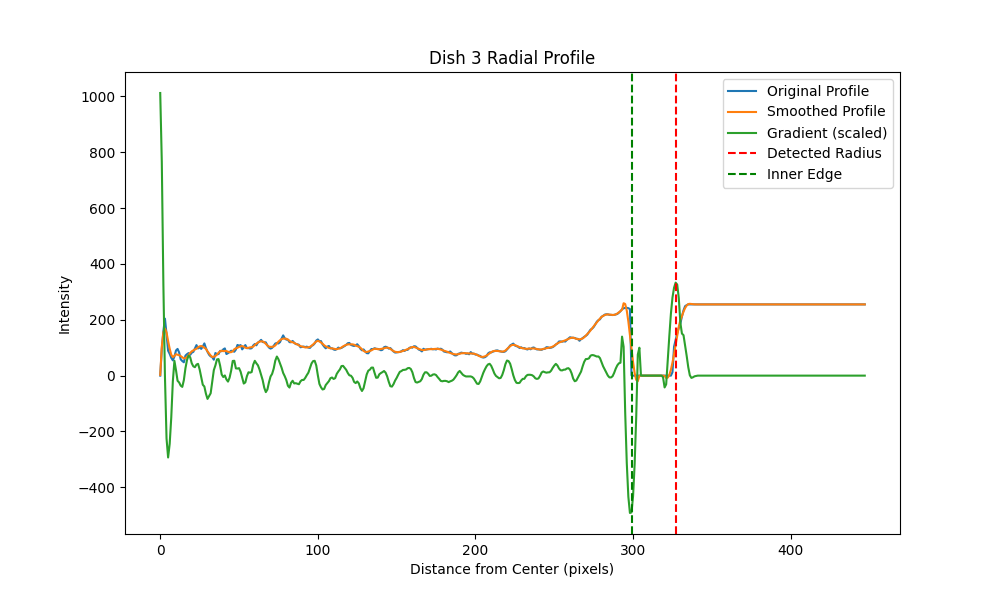 Dish 3 Radial Profile
Original Profile
Smoothed Profile
Gradient (scaled)
Detected Radius
Inner Edge
Intensity
1000
800
600
400
200
0
−200
−400
0 100 200 300 400
Distance from Center (pixels)